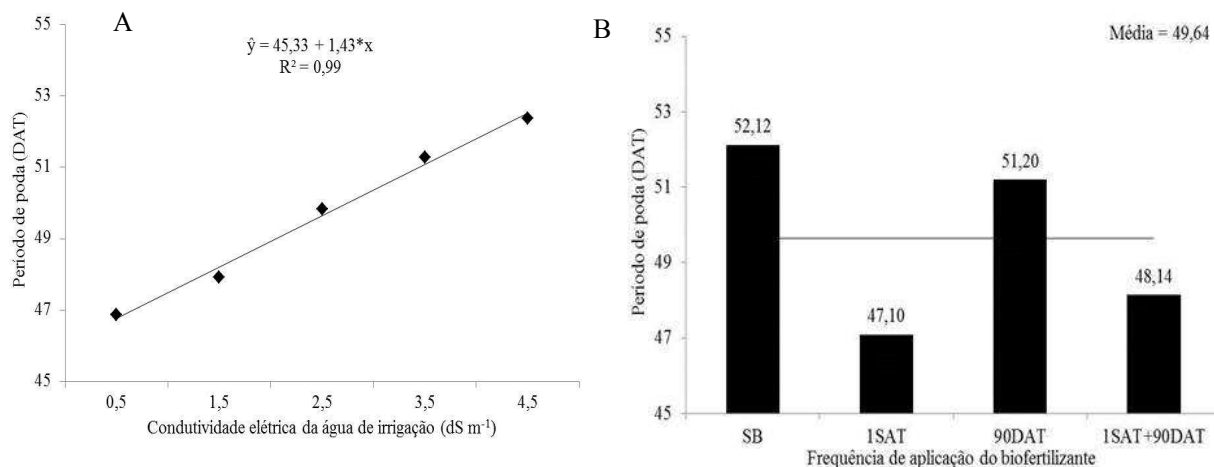 A
ŷ = 45,33 + 1,43*x
R² = 0,99
Período de poda (DAT)
55
53
51
49
47
45
0,5 1,5 2,5 3,5 4,5
Condutividade elétrica da água de irrigação (dS m⁻¹)
B
Média = 49,64
Período de poda (DAT)
55
53
51
49
47
45
52,12
47,10
51,20
48,14
SB 1SAT 90DAT 1SAT+90DAT
Frequência de aplicação do biofertilizante